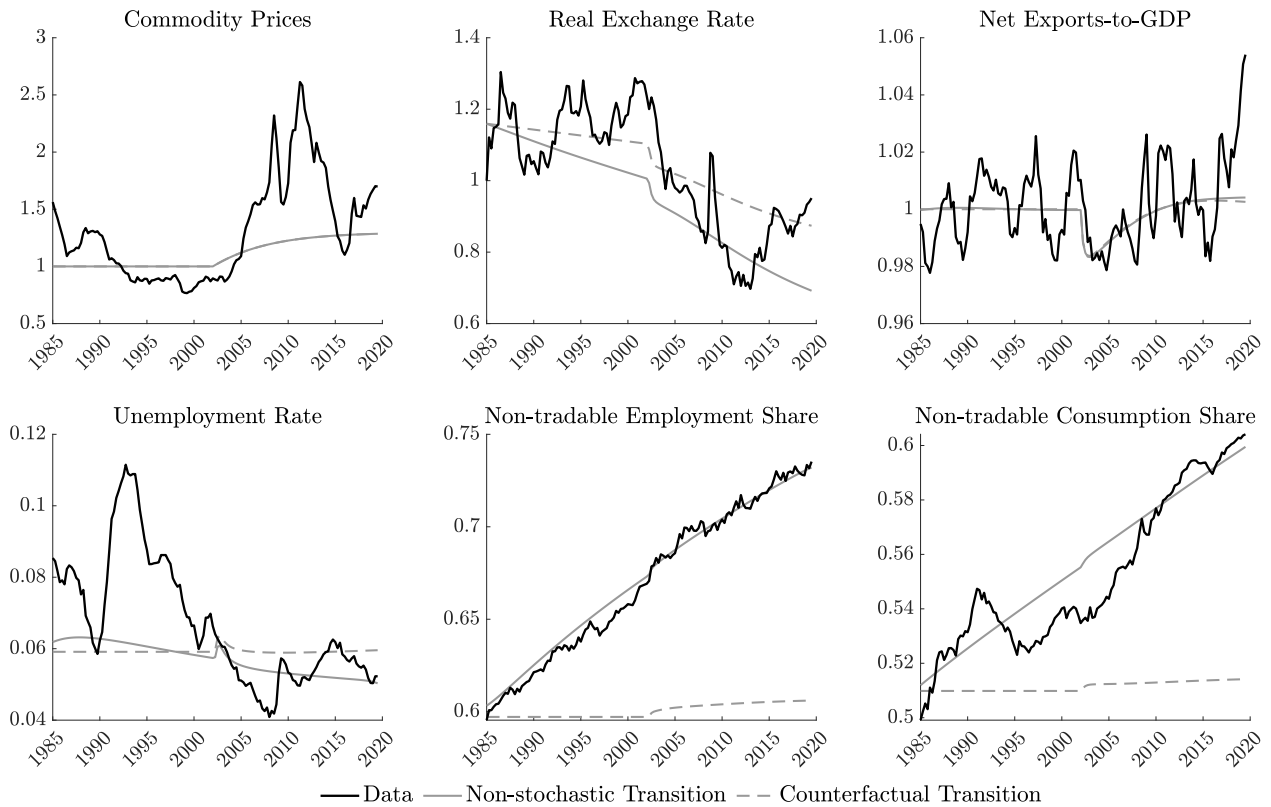 Commodity Prices
3
2.5
2
1.5
1
0.5
1985 1990 1995 2000 2005 2010 2015 2020
Real Exchange Rate
1.4
1.2
1
0.8
0.6
1985 1990 1995 2000 2005 2010 2015 2020
Net Exports-to-GDP
1.06
1.04
1.02
1
0.98
0.96
1985 1990 1995 2000 2005 2010 2015 2020
Unemployment Rate
0.12
0.1
0.08
0.06
0.04
1985 1990 1995 2000 2005 2010 2015 2020
Non-tradable Employment Share
0.75
0.7
0.65
0.6
1985 1990 1995 2000 2005 2010 2015 2020
Non-tradable Consumption Share
0.6
0.58
0.56
0.54
0.52
0.5
1985 1990 1995 2000 2005 2010 2015 2020
Data Non-stochastic Transition Counterfactual Transition